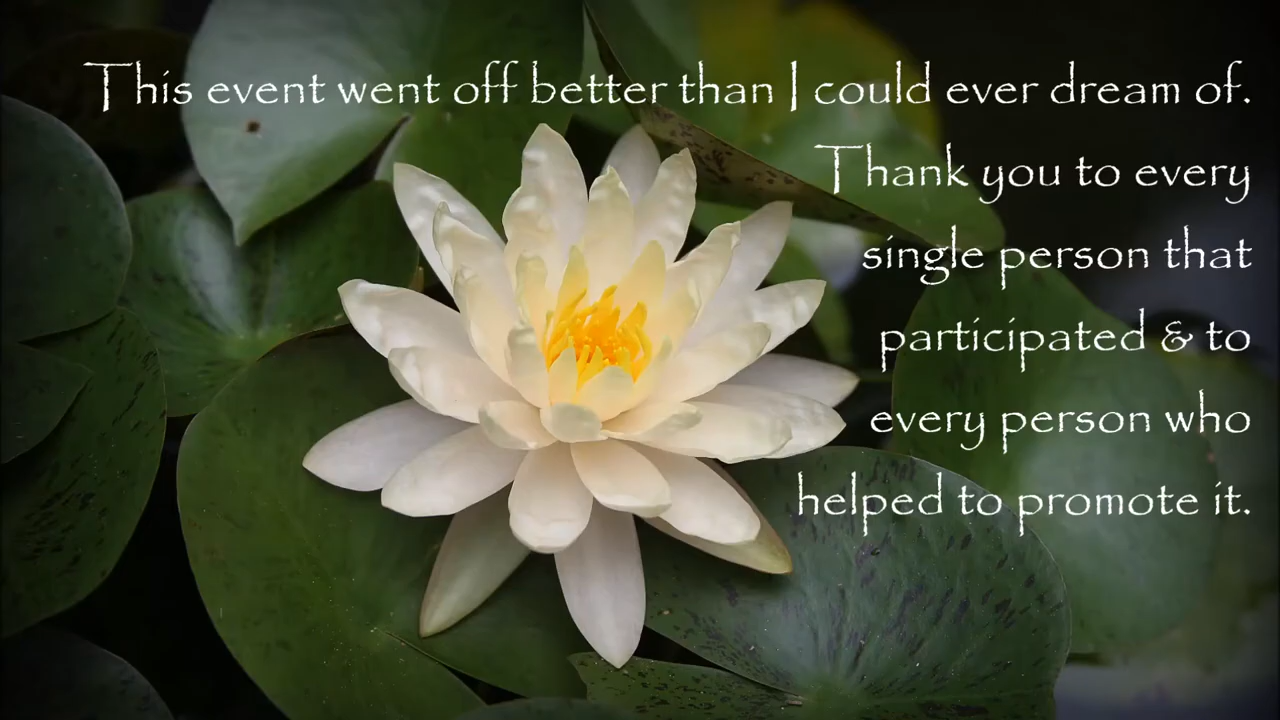 This event went off better than I could ever dream of.
Thank you to every
single person that
participated & to
every person who
helped to promote it.